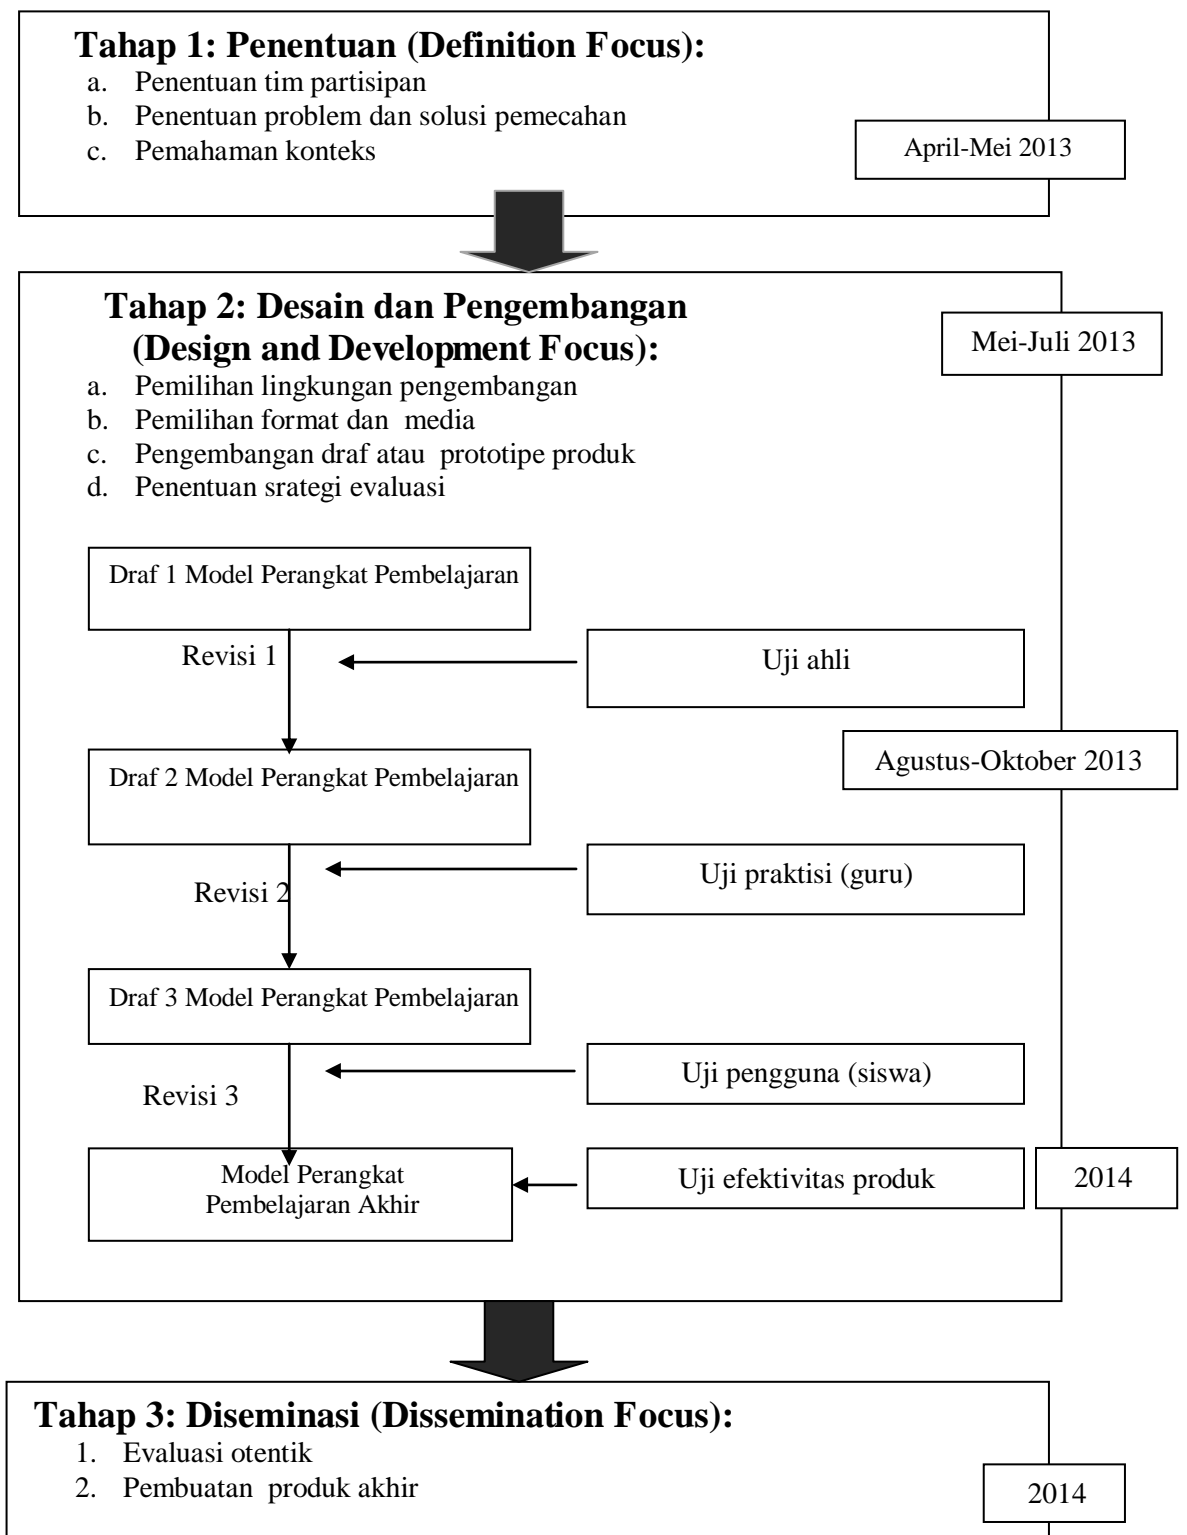 Tahap 1: Penentuan (Definition Focus):
a. Penentuan tim partisipan
b. Penentuan problem dan solusi pemecahan
c. Pemahaman konteks
April-Mei 2013
Tahap 2: Desain dan Pengembangan
(Design and Development Focus):
Mei-Juli 2013
a. Pemilihan lingkungan pengembangan
b. Pemilihan format dan media
c. Pengembangan draf atau prototipe produk
d. Penentuan srategi evaluasi
Draf 1 Model Perangkat Pembelajaran
Revisi 1
Uji ahli
Agustus-Oktober 2013
Draf 2 Model Perangkat Pembelajaran
Uji praktisi (guru)
Revisi 2
Draf 3 Model Perangkat Pembelajaran
Uji pengguna (siswa)
Revisi 3
Model Perangkat
Pembelajaran Akhir
Uji efektivitas produk
2014
Tahap 3: Diseminasi (Dissemination Focus):
1. Evaluasi otentik
2. Pembuatan produk akhir
2014